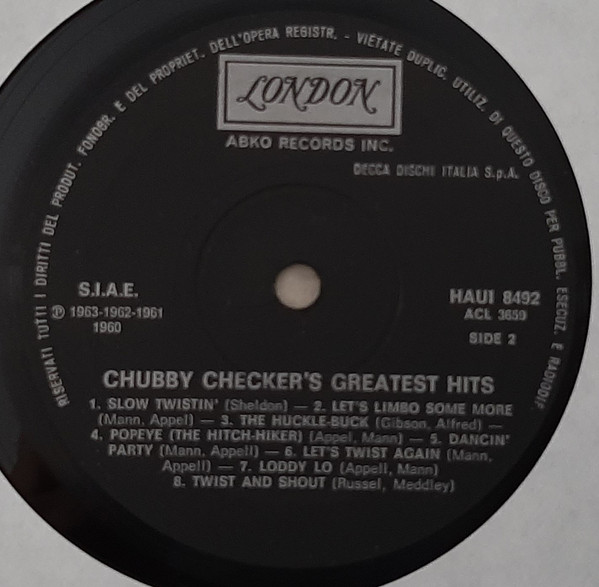 RISERVATI TUTTI I DIRITTI DEL PRODUT. FONOGR. E DEL PROPRIET. DELL'OPERA REGISTR. - VIETATE DUPLIC. UTILIZ. DI QUESTO DISCO PER PUBBL. ESECUZ. E RADIODIF.
LONDON
ABKO RECORDS INC.
DECCA DISCHI ITALIA S.p.A.
S.I.A.E.
℗ 1963-1962-1961
1960
HAUI 8492
ACL 3659
SIDE 2
CHUBBY CHECKER'S GREATEST HITS
1. SLOW TWISTIN' (Sheldon) — 2. LET'S LIMBO SOME MORE
(Mann, Appel) — 3. THE HUCKLE-BUCK (Gibson, Alfred) —
4. POPEYE (THE HITCH-HIKER) (Appel, Mann) — 5. DANCIN'
PARTY (Mann, Appell) — 6. LET'S TWIST AGAIN (Mann,
Appell) — 7. LODDY LO (Appell, Mann)
8. TWIST AND SHOUT (Russel, Meddley)